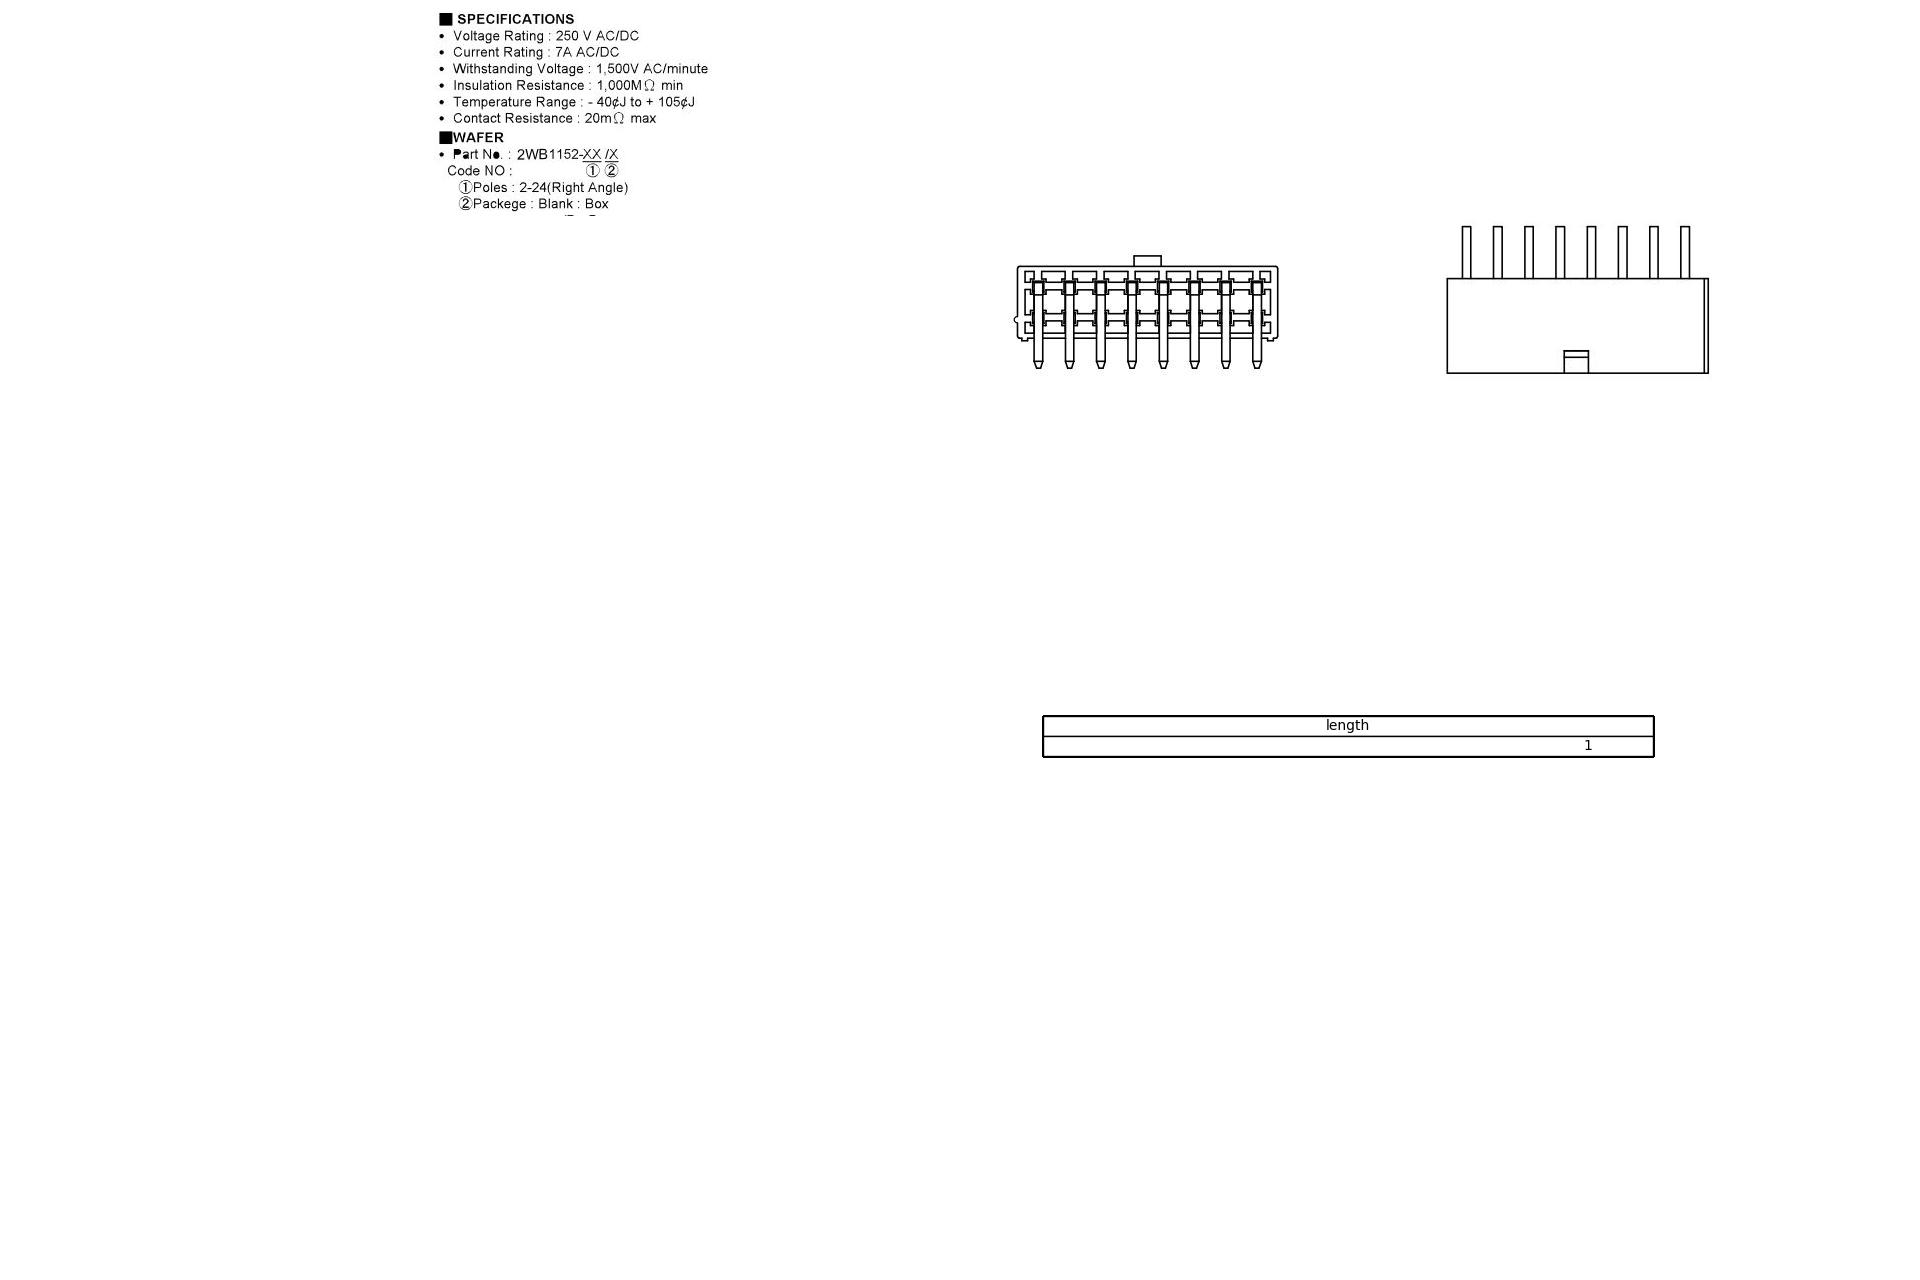 ■ SPECIFICATIONS
• Voltage Rating : 250 V AC/DC
• Current Rating : 7A AC/DC
• Withstanding Voltage : 1,500V AC/minute
• Insulation Resistance : 1,000MΩ min
• Temperature Range : - 40¢J to + 105¢J
• Contact Resistance : 20mΩ max
■WAFER
• Part No. : 2WB1152-XX /X
Code NO : ① ②
①Poles : 2-24(Right Angle)
②Packege : Blank : Box
length
1